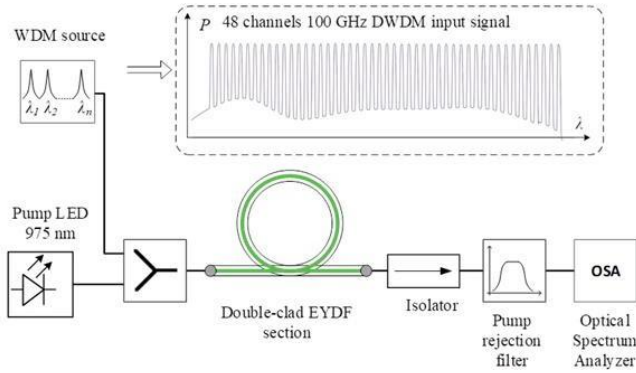 WDM source
P 48 channels 100 GHz DWDM input signal
λ1 λ2 λn
λ
Pump LED
975 nm
OSA
Double-clad EYDF
section
Isolator
Pump
rejection
filter
Optical
Spectrum
Analyzer